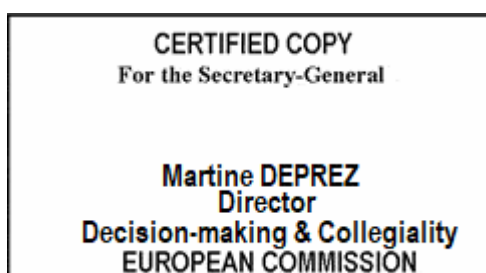 CERTIFIED COPY
For the Secretary-General
Martine DEPREZ
Director
Decision-making & Collegiality
EUROPEAN COMMISSION